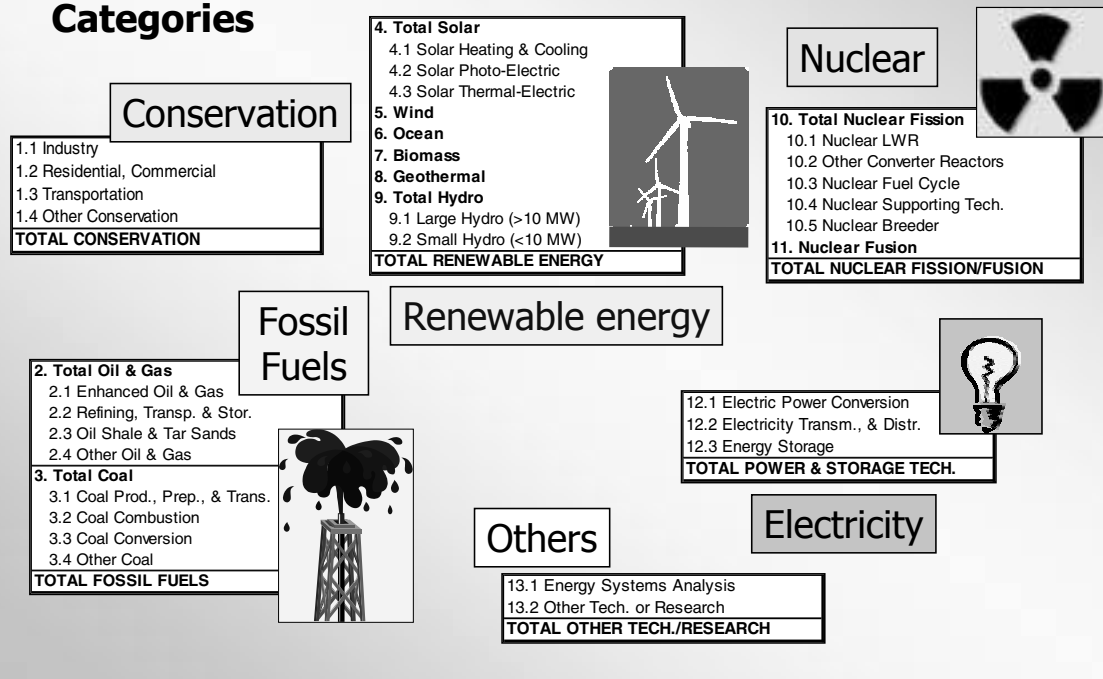 Categories
Conservation
1.1 Industry
1.2 Residential, Commercial
1.3 Transportation
1.4 Other Conservation
TOTAL CONSERVATION
4. Total Solar
4.1 Solar Heating & Cooling
4.2 Solar Photo-Electric
4.3 Solar Thermal-Electric
5. Wind
6. Ocean
7. Biomass
8. Geothermal
9. Total Hydro
9.1 Large Hydro (>10 MW)
9.2 Small Hydro (<10 MW)
TOTAL RENEWABLE ENERGY
Renewable energy
Nuclear
10. Total Nuclear Fission
10.1 Nuclear LWR
10.2 Other Converter Reactors
10.3 Nuclear Fuel Cycle
10.4 Nuclear Supporting Tech.
10.5 Nuclear Breeder
11. Nuclear Fusion
TOTAL NUCLEAR FISSION/FUSION
Fossil
Fuels
2. Total Oil & Gas
2.1 Enhanced Oil & Gas
2.2 Refining, Transp. & Stor.
2.3 Oil Shale & Tar Sands
2.4 Other Oil & Gas
3. Total Coal
3.1 Coal Prod., Prep., & Trans.
3.2 Coal Combustion
3.3 Coal Conversion
3.4 Other Coal
TOTAL FOSSIL FUELS
12.1 Electric Power Conversion
12.2 Electricity Transm., & Distr.
12.3 Energy Storage
TOTAL POWER & STORAGE TECH.
Electricity
Others
13.1 Energy Systems Analysis
13.2 Other Tech. or Research
TOTAL OTHER TECH./RESEARCH